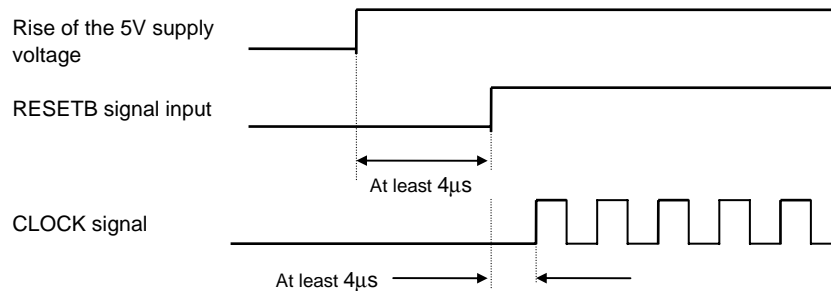 Rise of the 5V supply
voltage
RESETB signal input
At least 4μs
CLOCK signal
At least 4μs